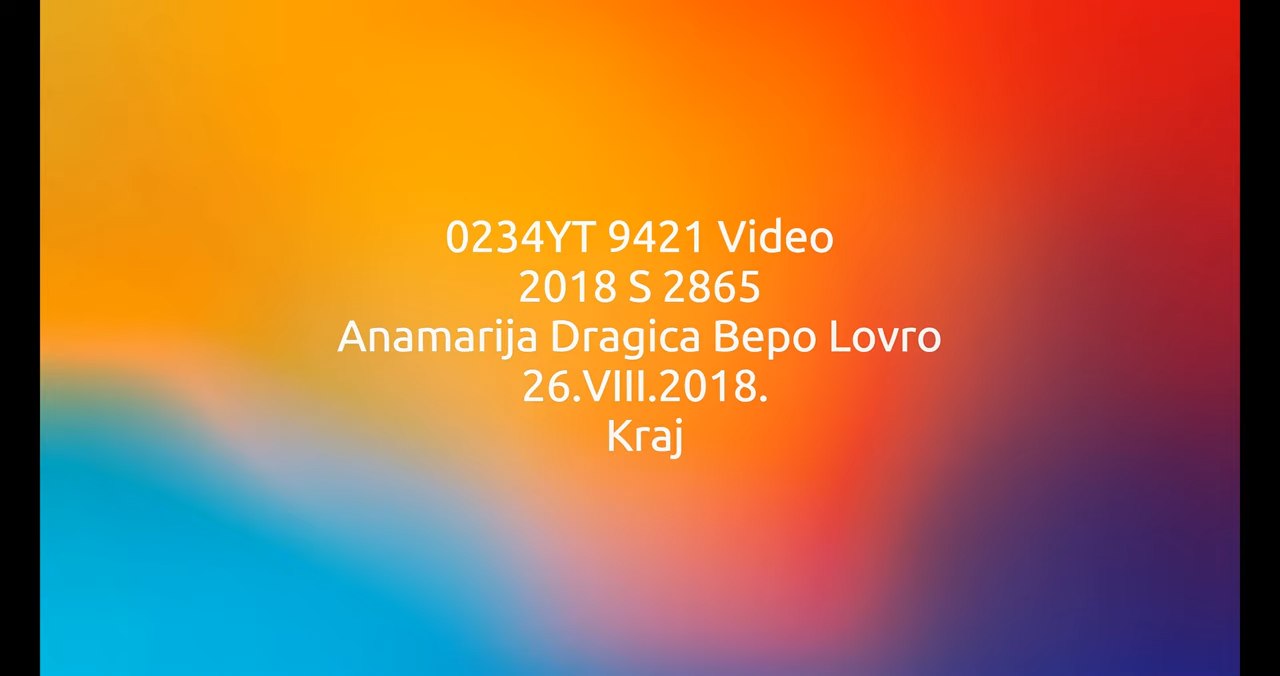 0234YT 9421 Video
2018 S 2865
Anamarija Dragica Bepo Lovro
26.VIII.2018.
Kraj